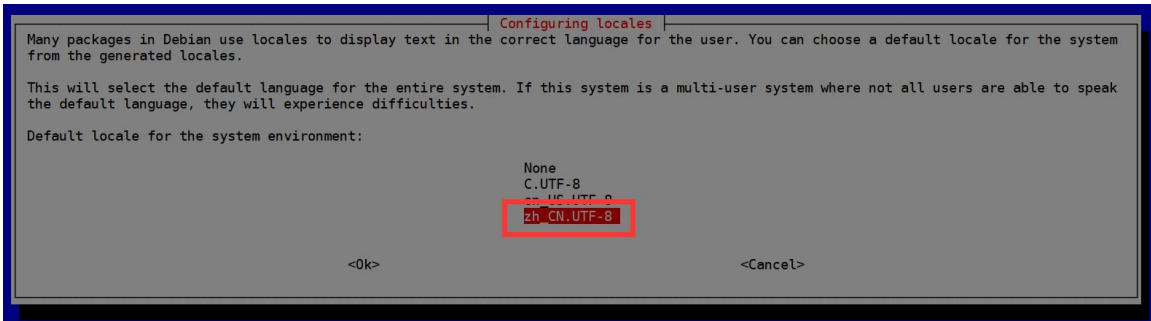 Configuring locales
Many packages in Debian use locales to display text in the correct language for the user. You can choose a default locale for the system
from the generated locales.
This will select the default language for the entire system. If this system is a multi-user system where not all users are able to speak
the default language, they will experience difficulties.
Default locale for the system environment:
None
C.UTF-8
en_US.UTF-8
zh_CN.UTF-8
<Ok> <Cancel>